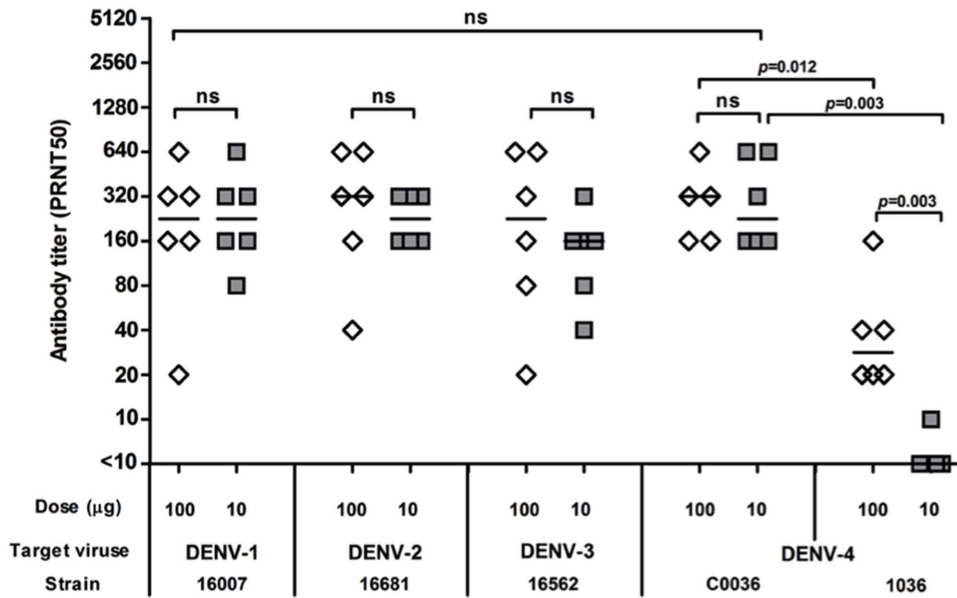 5120
ns
2560
p=0.012
1280
ns
ns
ns
ns
p=0.003
640
320
p=0.003
160
80
40
20
10
<10
Antibody titer (PRNT50)
Dose (µg) 100 10 100 10 100 10 100 10 100 10
Target viruse DENV-1 DENV-2 DENV-3 DENV-4
Strain 16007 16681 16562 C0036 1036